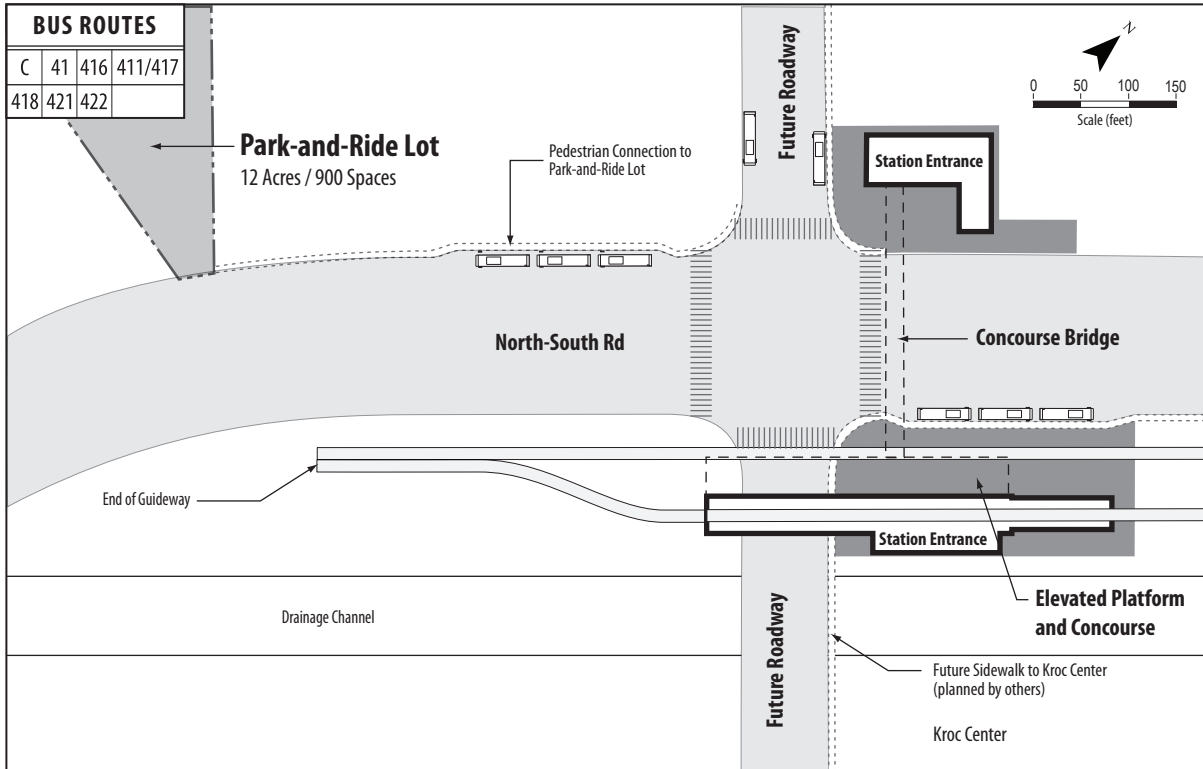 BUS ROUTES
C 41 416 411/417
418 421 422
Park-and-Ride Lot
12 Acres / 900 Spaces
Pedestrian Connection to
Park-and-Ride Lot
Future Roadway
Station Entrance
N
0 50 100 150
Scale (feet)
North-South Rd
Concourse Bridge
End of Guideway
Station Entrance
Elevated Platform
and Concourse
Drainage Channel
Future Roadway
Future Sidewalk to Kroc Center
(planned by others)
Kroc Center